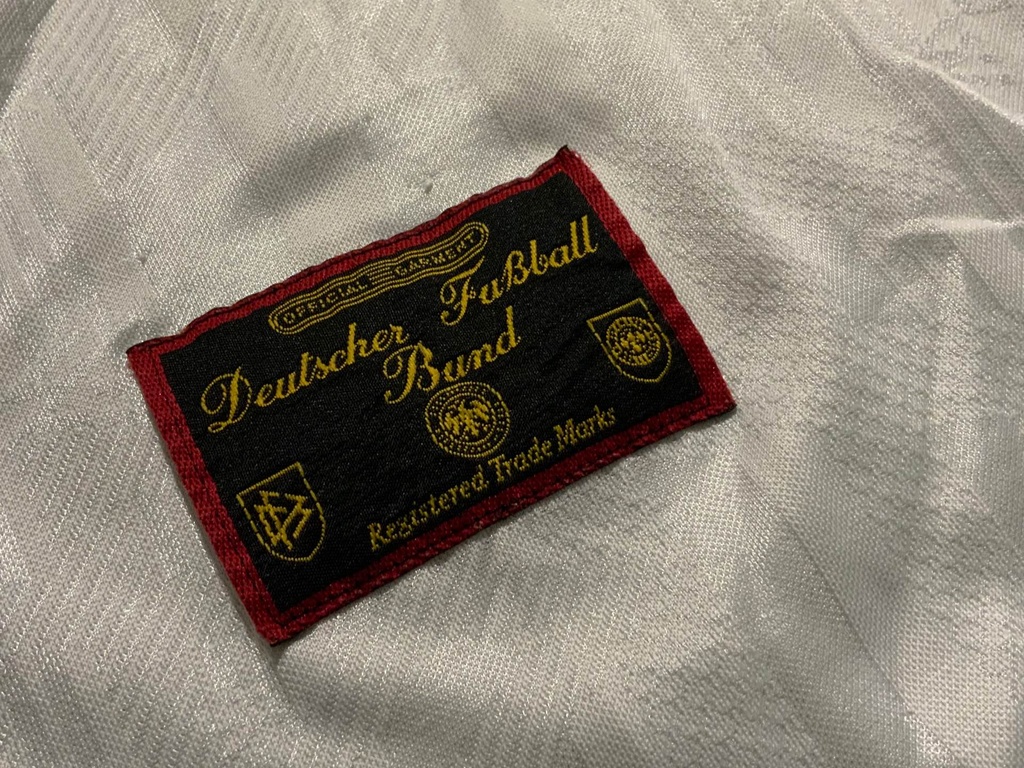 OFFICIAL GARMENT
Deutscher Fußball
Bund
Registered Trade Marks